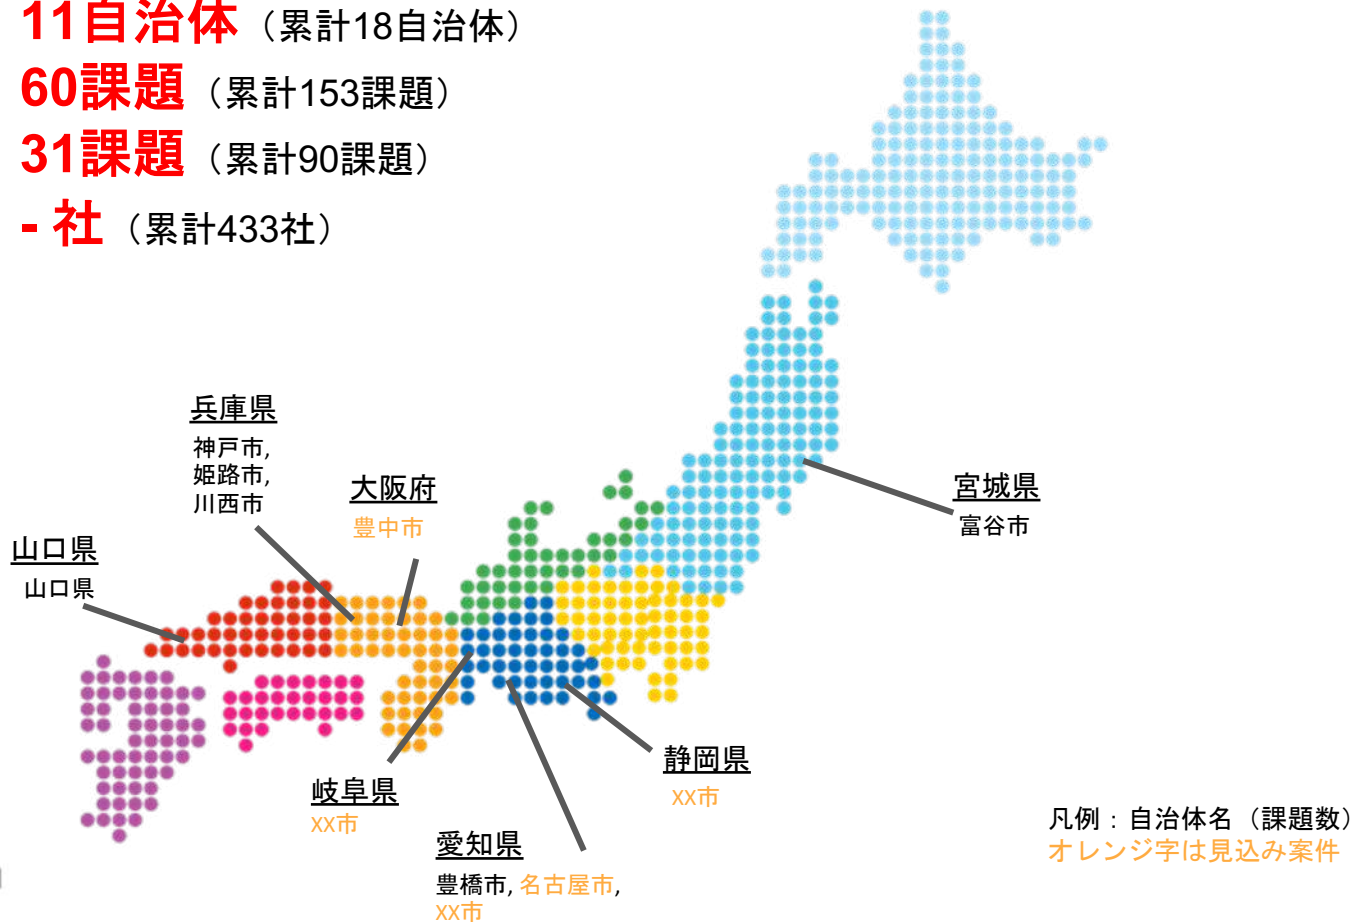 11自治体（累計18自治体）
60課題（累計153課題）
31課題（累計90課題）
- 社（累計433社）
兵庫県
神戸市,
姫路市,
川西市
大阪府
豊中市
宮城県
富谷市
山口県
山口県
静岡県
XX市
岐阜県
XX市
愛知県
豊橋市, 名古屋市,
XX市
凡例：自治体名（課題数）
オレンジ字は見込み案件